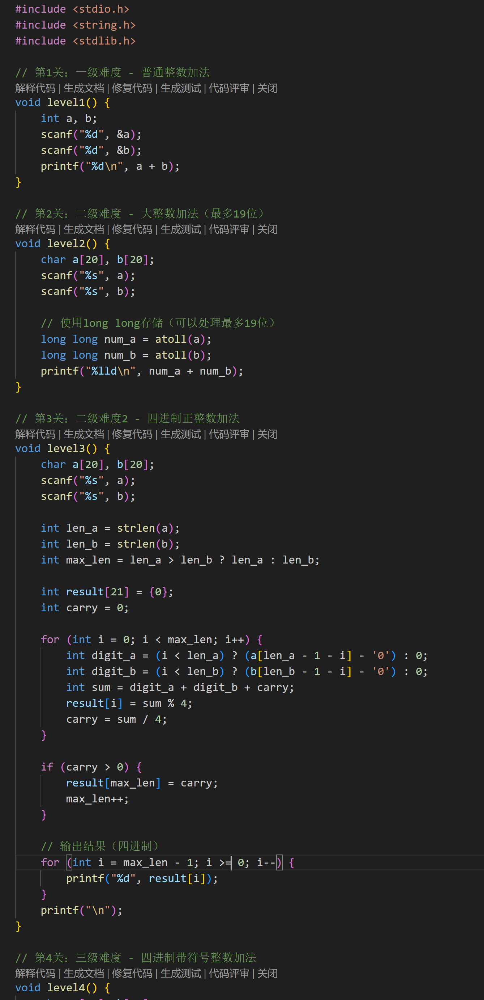 #include <stdio.h>
#include <string.h>
#include <stdlib.h>
// 第1关: 一级难度 - 普通整数加法
解释代码 | 生成文档 | 修复代码 | 生成测试 | 代码评审 | 关闭
void level1() {
    int a, b;
    scanf("%d", &a);
    scanf("%d", &b);
    printf("%d\n", a + b);
}
// 第2关: 二级难度 - 大整数加法（最多19位）
解释代码 | 生成文档 | 修复代码 | 生成测试 | 代码评审 | 关闭
void level2() {
    char a[20], b[20];
    scanf("%s", a);
    scanf("%s", b);
    // 使用long long存储（可以处理最多19位）
    long long num_a = atoll(a);
    long long num_b = atoll(b);
    printf("%lld\n", num_a + num_b);
}
// 第3关: 二级难度2 - 四进制正整数加法
解释代码 | 生成文档 | 修复代码 | 生成测试 | 代码评审 | 关闭
void level3() {
    char a[20], b[20];
    scanf("%s", a);
    scanf("%s", b);
    int len_a = strlen(a);
    int len_b = strlen(b);
    int max_len = len_a > len_b ? len_a : len_b;
    int result[21] = {0};
    int carry = 0;
    for (int i = 0; i < max_len; i++) {
        int digit_a = (i < len_a) ? (a[len_a - 1 - i] - '0') : 0;
        int digit_b = (i < len_b) ? (b[len_b - 1 - i] - '0') : 0;
        int sum = digit_a + digit_b + carry;
        result[i] = sum % 4;
        carry = sum / 4;
    }
    if (carry > 0) {
        result[max_len] = carry;
        max_len++;
    }
    // 输出结果（四进制）
    for (int i = max_len - 1; i >= 0; i--) {
        printf("%d", result[i]);
    }
    printf("\n");
}
// 第4关: 三级难度 - 四进制带符号整数加法
解释代码 | 生成文档 | 修复代码 | 生成测试 | 代码评审 | 关闭
void level4() {